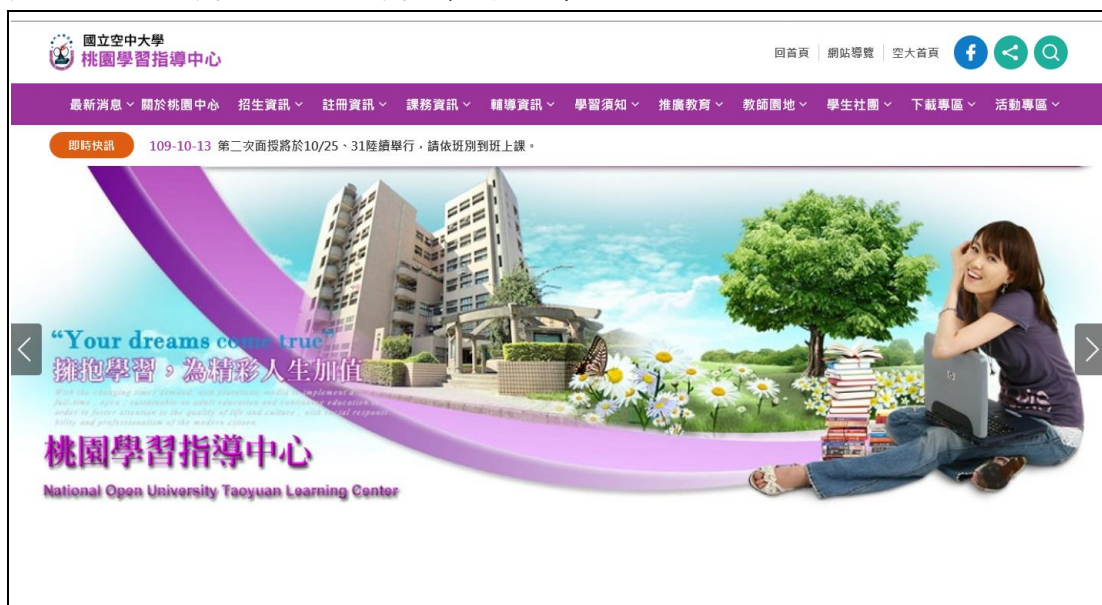 國立空中大學
桃園學習指導中心
回首頁 網站導覽 空大首頁
最新消息 關於桃園中心 招生資訊 註冊資訊 課務資訊 輔導資訊 學習須知 推廣教育 教師園地 學生社團 下載專區 活動專區
即時快訊 109-10-13 第二次面授將於10/25、31陸續舉行，請依班別到班上課。
“Your dreams come true”
擁抱學習，為精彩人生加值
桃園學習指導中心
National Open University Taoyuan Learning Center